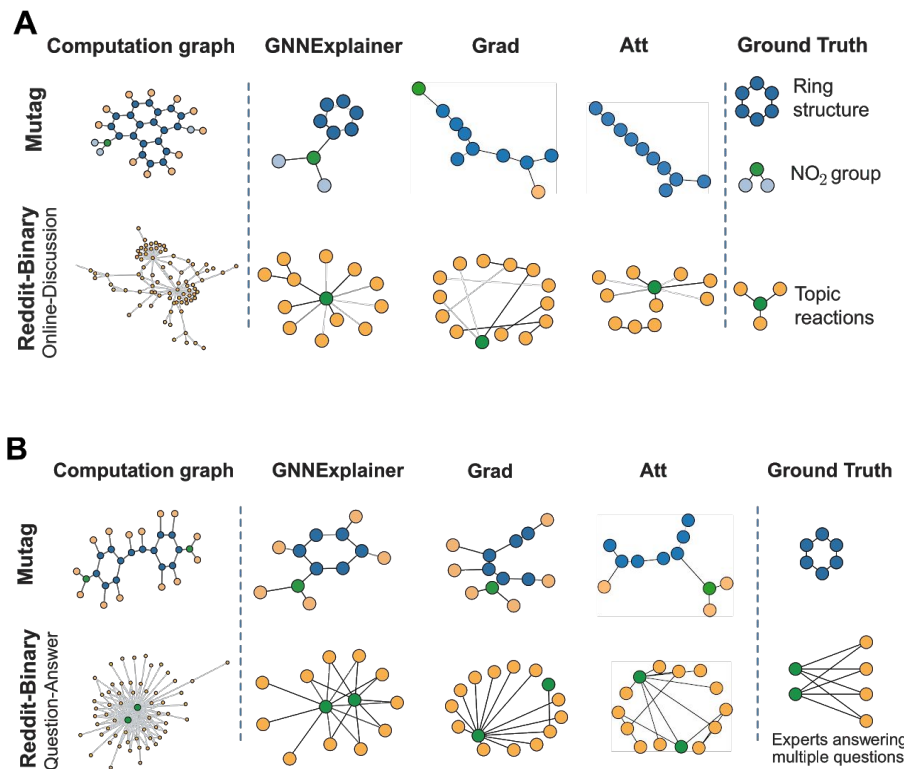 A
Computation graph GNNExplainer Grad Att Ground Truth
Mutag
Ring
structure
NO₂ group
Reddit-Binary
Online-Discussion
Topic
reactions
B
Computation graph GNNExplainer Grad Att Ground Truth
Mutag
Reddit-Binary
Question-Answer
Experts answering
multiple questions